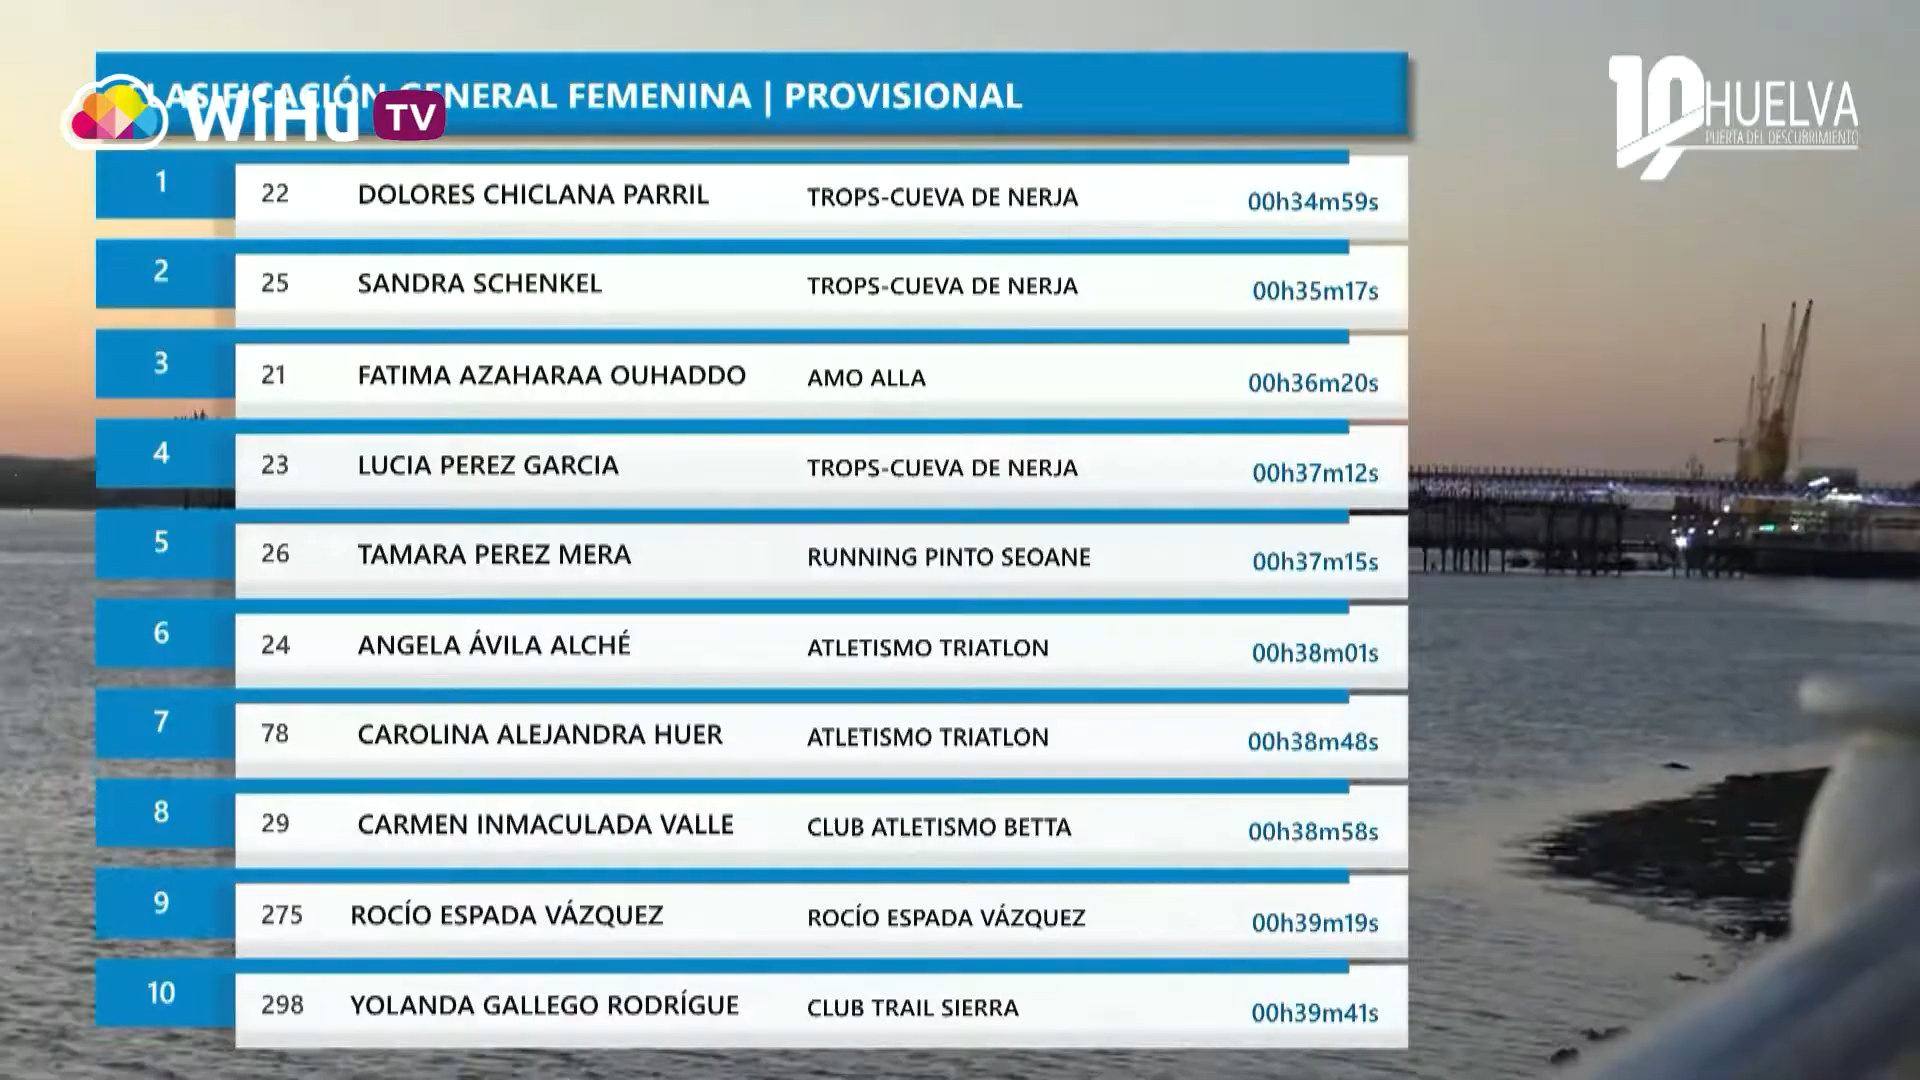 CLASIFICACIÓN GENERAL FEMENINA | PROVISIONAL
WiHu TV
19 HUELVA
PUERTA DEL DESCUBRIMIENTO
1 22 DOLORES CHICLANA PARRIL TROPS-CUEVA DE NERJA 00h34m59s
2 25 SANDRA SCHENKEL TROPS-CUEVA DE NERJA 00h35m17s
3 21 FATIMA AZAHARAA OUHADDO AMO ALLA 00h36m20s
4 23 LUCIA PEREZ GARCIA TROPS-CUEVA DE NERJA 00h37m12s
5 26 TAMARA PEREZ MERA RUNNING PINTO SEOANE 00h37m15s
6 24 ANGELA ÁVILA ALCHÉ ATLETISMO TRIATLON 00h38m01s
7 78 CAROLINA ALEJANDRA HUER ATLETISMO TRIATLON 00h38m48s
8 29 CARMEN INMACULADA VALLE CLUB ATLETISMO BETTA 00h38m58s
9 275 ROCÍO ESPADA VÁZQUEZ ROCÍO ESPADA VÁZQUEZ 00h39m19s
10 298 YOLANDA GALLEGO RODRÍGUE CLUB TRAIL SIERRA 00h39m41s